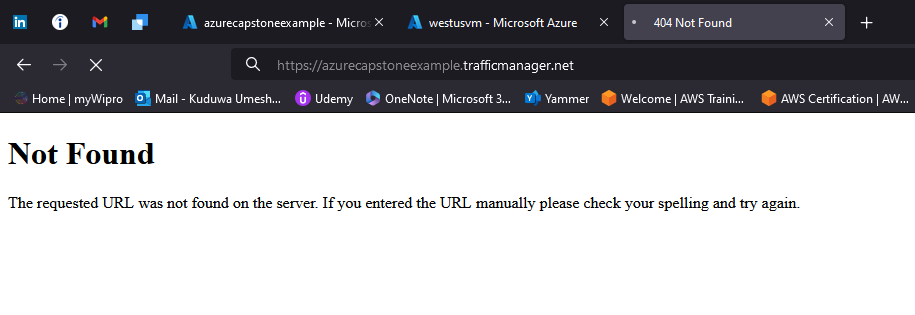 azurecapstoneexample - Micros
westusvm - Microsoft Azure
404 Not Found
https://azurecapstoneexample.trafficmanager.net
Home | myWipro
Mail - Kuduwa Umesh...
Udemy
OneNote | Microsoft 3...
Yammer
Welcome | AWS Traini...
AWS Certification | AW...
Not Found
The requested URL was not found on the server. If you entered the URL manually please check your spelling and try again.